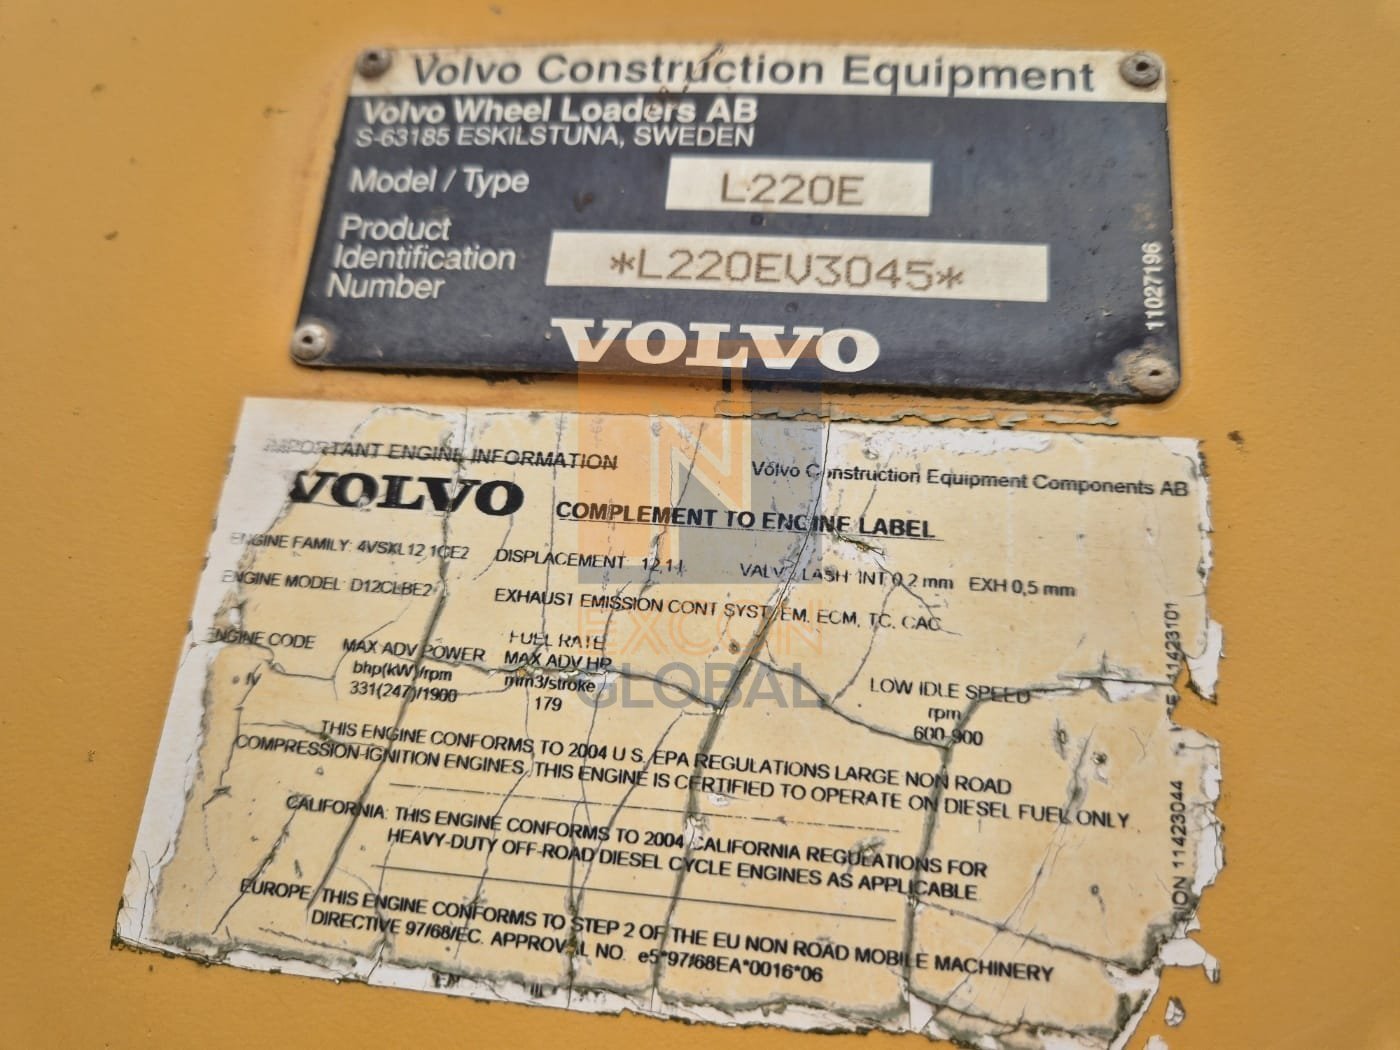 Volvo Construction Equipment
Volvo Wheel Loaders AB
S-63185 ESKILSTUNA, SWEDEN
Model / Type L220E
Product
Identification
Number
*L220EV3045*
11027196
VOLVO
IMPORTANT ENGINE INFORMATION
Volvo Construction Equipment Components AB
VOLVO
COMPLEMENT TO ENGINE LABEL
ENGINE FAMILY: 4VSXL12.1CE2 DISPLACEMENT: 12,1 l VALVE LASH: INT 0,2 mm EXH 0,5 mm
ENGINE MODEL: D12CLBE2 EXHAUST EMISSION CONT SYSTEM, ECM, TC, CAC
ENGINE CODE MAX ADV POWER FUEL RATE
MAX ADV HP
bhp(kW)/rpm mm3/stroke LOW IDLE SPEED
IV 331(247)/1900 179 rpm
600-900
THIS ENGINE CONFORMS TO 2004 U.S. EPA REGULATIONS LARGE NON ROAD
COMPRESSION-IGNITION ENGINES, THIS ENGINE IS CERTIFIED TO OPERATE ON DIESEL FUEL ONLY
CALIFORNIA: THIS ENGINE CONFORMS TO 2004 CALIFORNIA REGULATIONS FOR
HEAVY-DUTY OFF-ROAD DIESEL CYCLE ENGINES AS APPLICABLE
EUROPE: THIS ENGINE CONFORMS TO STEP 2 OF THE EU NON ROAD MOBILE MACHINERY
DIRECTIVE 97/68/EC. APPROVAL NO. e5*97/68EA*0016*06
11423101
11423044
N
EXCON
GLOBAL